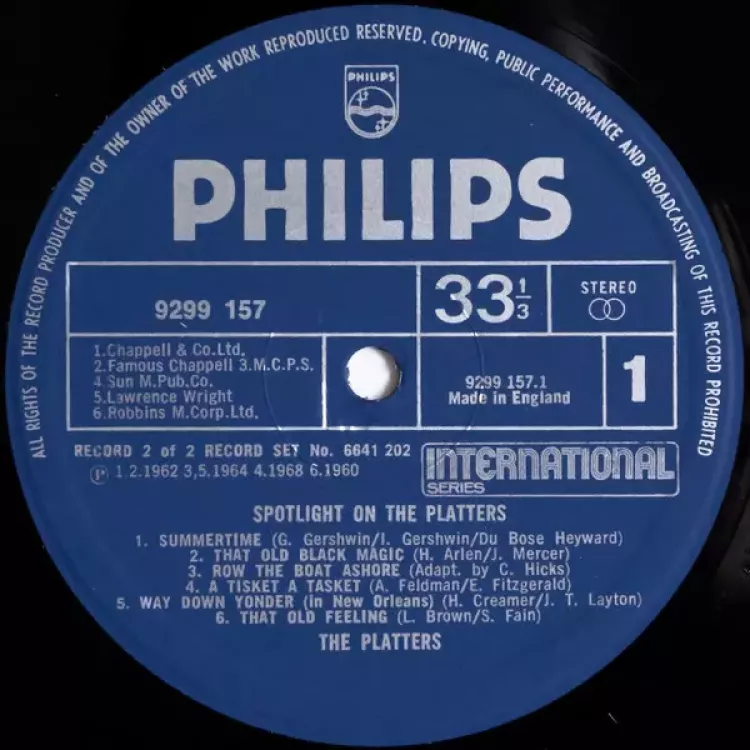 ALL RIGHTS OF THE RECORD PRODUCER AND OF THE OWNER OF THE WORK REPRODUCED RESERVED. COPYING, PUBLIC PERFORMANCE AND BROADCASTING OF THIS RECORD PROHIBITED
PHILIPS
PHILIPS
9299 157
33 1/3
STEREO
1.Chappell & Co.Ltd.
2.Famous Chappell 3.M.C.P.S.
4.Sun M.Pub.Co.
5.Lawrence Wright
6.Robbins M.Corp.Ltd.
9299 157.1
Made in England
1
RECORD 2 of 2 RECORD SET No. 6641 202
Ⓟ 1.2.1962 3,5.1964 4.1968 6.1960
INTERNATIONAL
SERIES
SPOTLIGHT ON THE PLATTERS
1. SUMMERTIME (G. Gershwin/I. Gershwin/Du Bose Heyward)
2. THAT OLD BLACK MAGIC (H. Arlen/J. Mercer)
3. ROW THE BOAT ASHORE (Adapt. by C. Hicks)
4. A TISKET A TASKET (A. Feldman/E. Fitzgerald)
5. WAY DOWN YONDER (in New Orleans) (H. Creamer/J. T. Layton)
6. THAT OLD FEELING (L. Brown/S. Fain)
THE PLATTERS